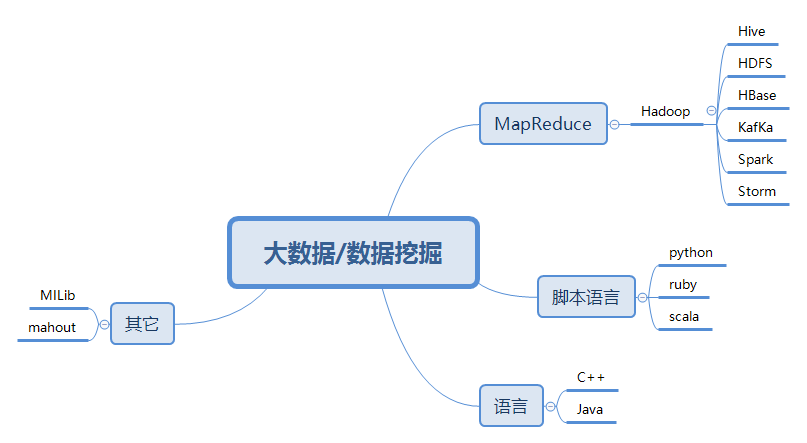 大数据/数据挖掘
MapReduce
Hadoop
Hive
HDFS
HBase
KafKa
Spark
Storm
脚本语言
python
ruby
scala
语言
C++
Java
其它
MILib
mahout